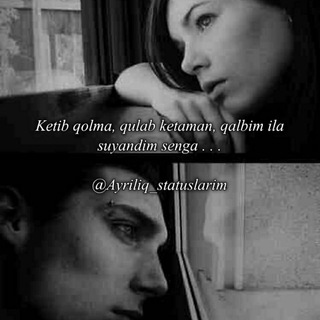 Ketib qolma, qulab ketaman, qalbim ila
suyandim senga . . .
@Ayriliq_statuslarim